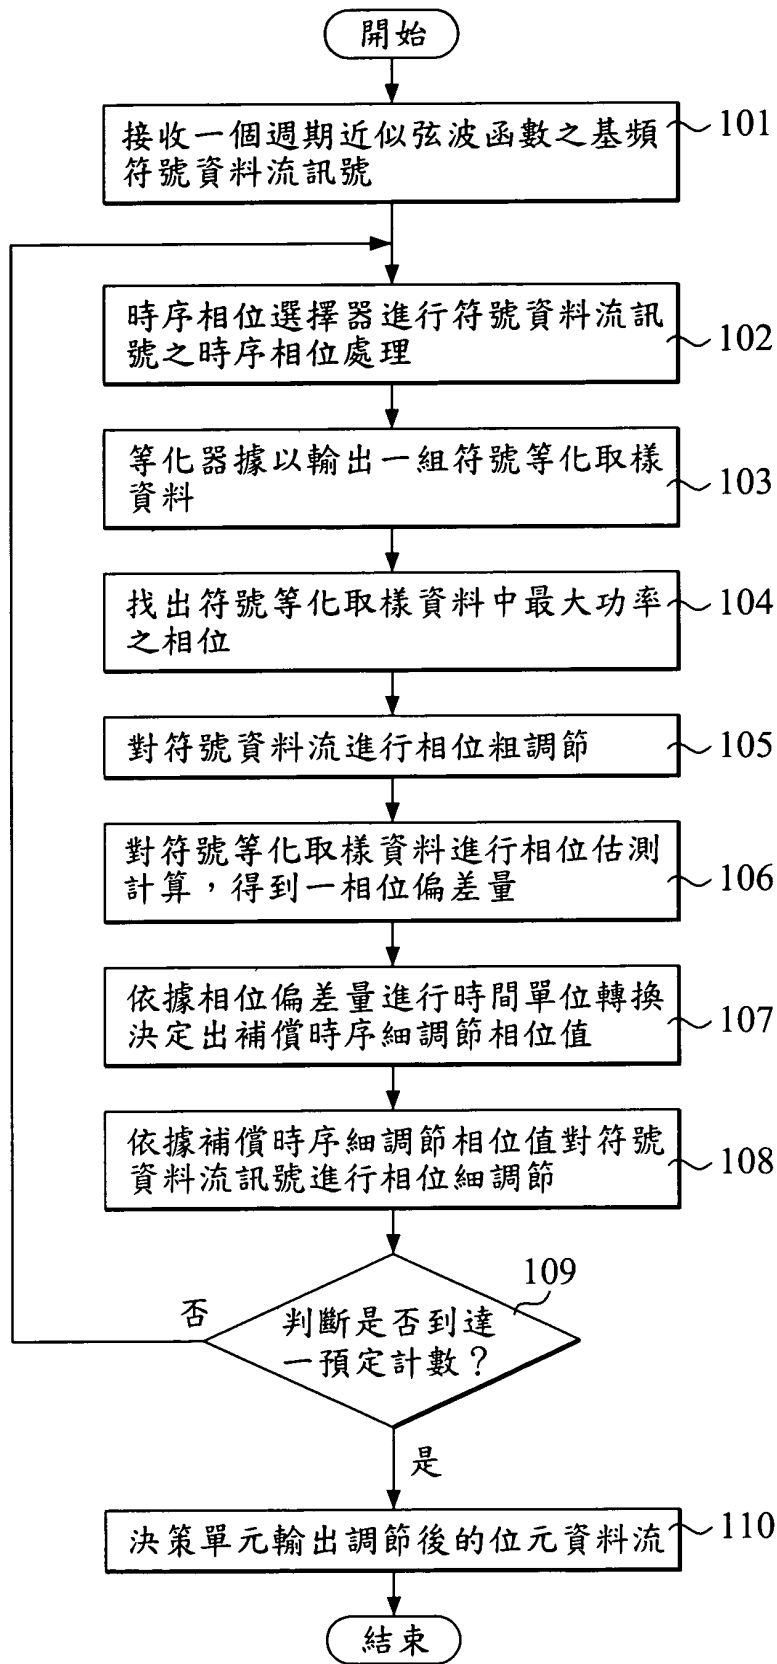 開始
接收一個週期近似弦波函數之基頻
符號資料流訊號
101
時序相位選擇器進行符號資料流訊
號之時序相位處理
102
等化器據以輸出一組符號等化取樣
資料
103
找出符號等化取樣資料中最大功率
之相位
104
對符號資料流進行相位粗調節
105
對符號等化取樣資料進行相位估測
計算，得到一相位偏差量
106
依據相位偏差量進行時間單位轉換
決定出補償時序細調節相位值
107
依據補償時序細調節相位值對符號
資料流訊號進行相位細調節
108
109
否
判斷是否到達
一預定計數？
是
決策單元輸出調節後的位元資料流
110
結束